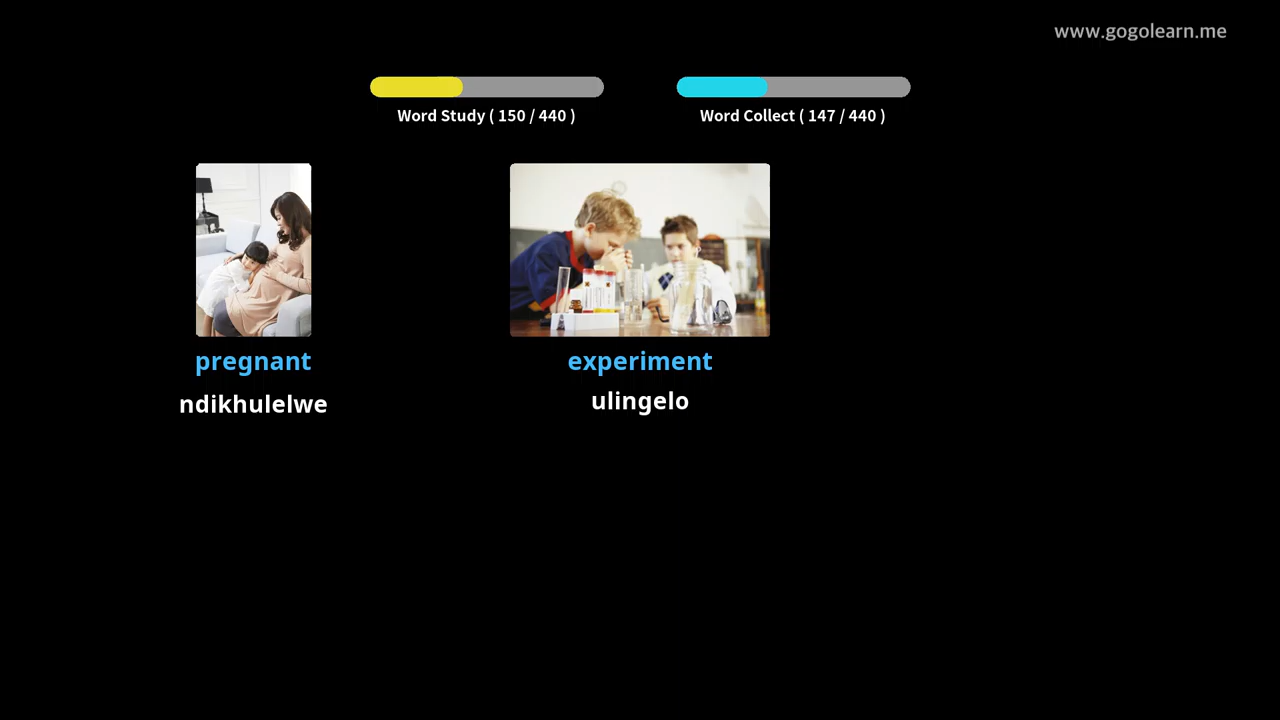 www.gogolearn.me
Word Study ( 150 / 440 )
Word Collect ( 147 / 440 )
pregnant
ndikhulelwe
experiment
ulingelo